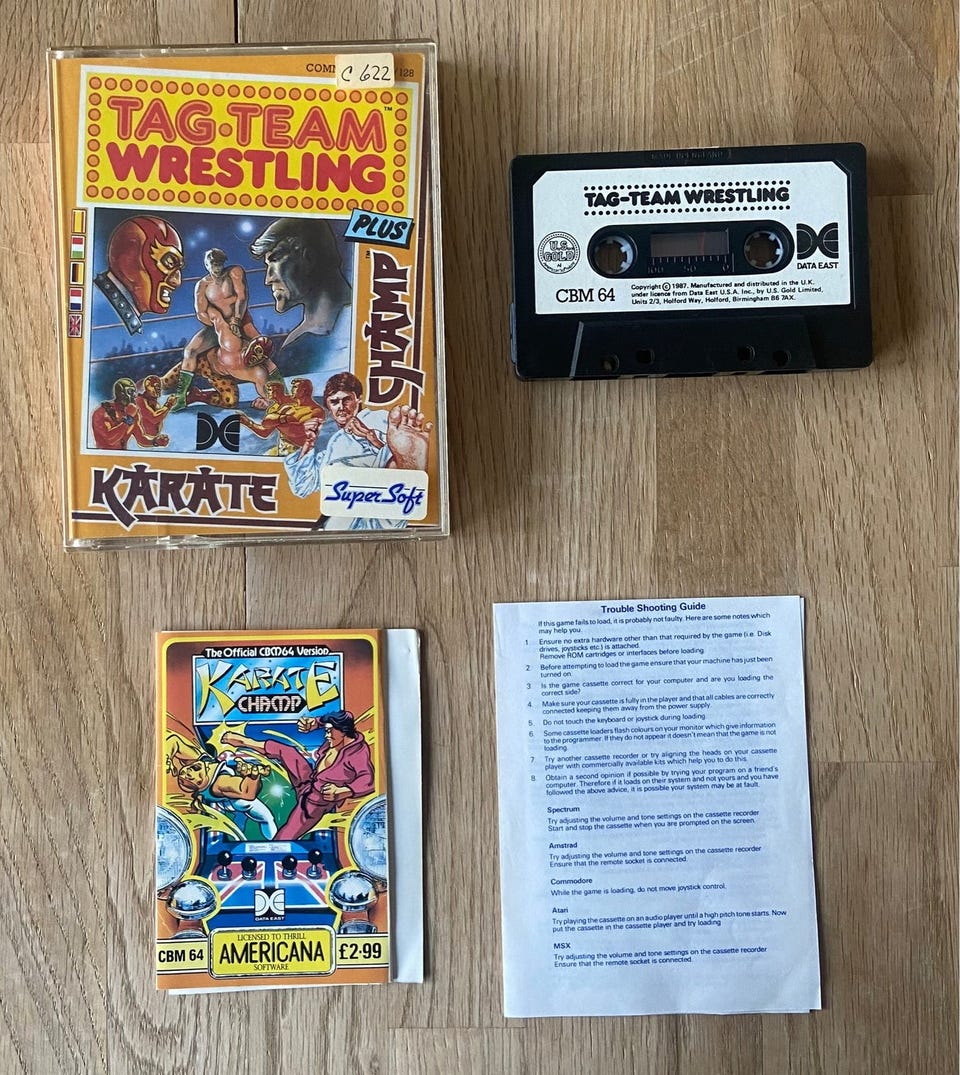 COM
/128
C 622
TAG·TEAM™
WRESTLING
PLUS
KARATE
CHAMP™
DE
Super Soft
MADE IN ENGLAND 1
TAG-TEAM WRESTLING
U.S.
GOLD
100 50 0
DE
DATA EAST
CBM 64
Copyright © 1987. Manufactured and distributed in the U.K.
under licence from Data East U.S.A. Inc., by U.S. Gold Limited,
Units 2/3, Holford Way, Holford, Birmingham B6 7AX.
The Official CBM64 Version
KARATE
CHAMP
DE
DATA EAST
CBM 64
LICENSED TO THRILL
AMERICANA
SOFTWARE
£2·99
Trouble Shooting Guide
If this game fails to load, it is probably not faulty. Here are some notes which
may help you.
1. Ensure no extra hardware other than that required by the game (i.e. Disk
drives, joysticks etc.) is attached.
Remove ROM cartridges or interfaces before loading.
2. Before attempting to load the game ensure that your machine has just been
turned on.
3. Is the game cassette correct for your computer and are you loading the
correct side?
4. Make sure your cassette is fully in the player and that all cables are correctly
connected keeping them away from the power supply.
5. Do not touch the keyboard or joystick during loading.
6. Some cassette loaders flash colours on your monitor which give information
to the programmer. If they do not appear it doesn't mean that the game is not
loading.
7. Try another cassette recorder or try aligning the heads on your cassette
player with commercially available kits which help you to do this.
8. Obtain a second opinion if possible by trying your program on a friend's
computer. Therefore if it loads on their system and not yours and you have
followed the above advice, it is possible your system may be at fault.
Spectrum
Try adjusting the volume and tone settings on the cassette recorder
Start and stop the cassette when you are prompted on the screen.
Amstrad
Try adjusting the volume and tone settings on the cassette recorder
Ensure that the remote socket is connected.
Commodore
While the game is loading, do not move joystick control.
Atari
Try playing the cassette on an audio player until a high pitch tone starts. Now
put the cassette in the cassette player and try loading
MSX
Try adjusting the volume and tone settings on the cassette recorder
Ensure that the remote socket is connected.